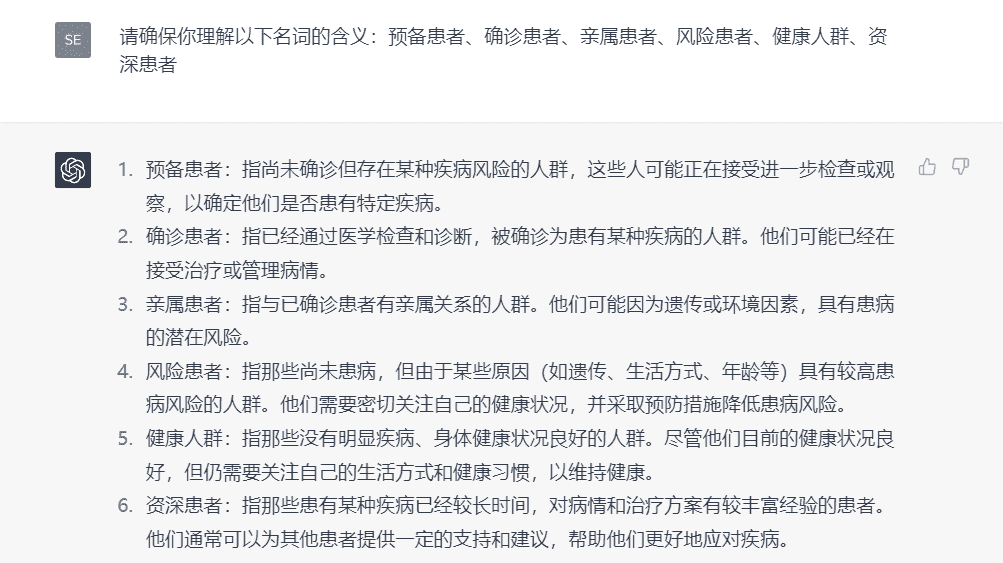 SE
请确保你理解以下名词的含义：预备患者、确诊患者、亲属患者、风险患者、健康人群、资
深患者
1. 预备患者：指尚未确诊但存在某种疾病风险的人群，这些人可能正在接受进一步检查或观
察，以确定他们是否患有特定疾病。
2. 确诊患者：指已经通过医学检查和诊断，被确诊为患有某种疾病的人群。他们可能已经在
接受治疗或管理病情。
3. 亲属患者：指与已确诊患者有亲属关系的人群。他们可能因为遗传或环境因素，具有患病
的潜在风险。
4. 风险患者：指那些尚未患病，但由于某些原因（如遗传、生活方式、年龄等）具有较高患
病风险的人群。他们需要密切关注自己的健康状况，并采取预防措施降低患病风险。
5. 健康人群：指那些没有明显疾病、身体健康状况良好的人群。尽管他们目前的健康状况良
好，但仍需要关注自己的生活方式和健康习惯，以维持健康。
6. 资深患者：指那些患有某种疾病已经较长时间，对病情和治疗方案有较丰富经验的患者。
他们通常可以为其他患者提供一定的支持和建议，帮助他们更好地应对疾病。